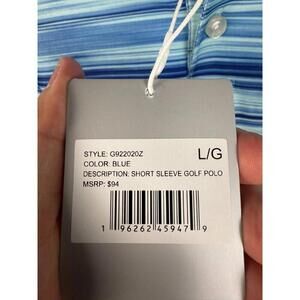 STYLE: G922020Z
L/G
COLOR: BLUE
DESCRIPTION: SHORT SLEEVE GOLF POLO
MSRP: $94
1 96262 45947 9